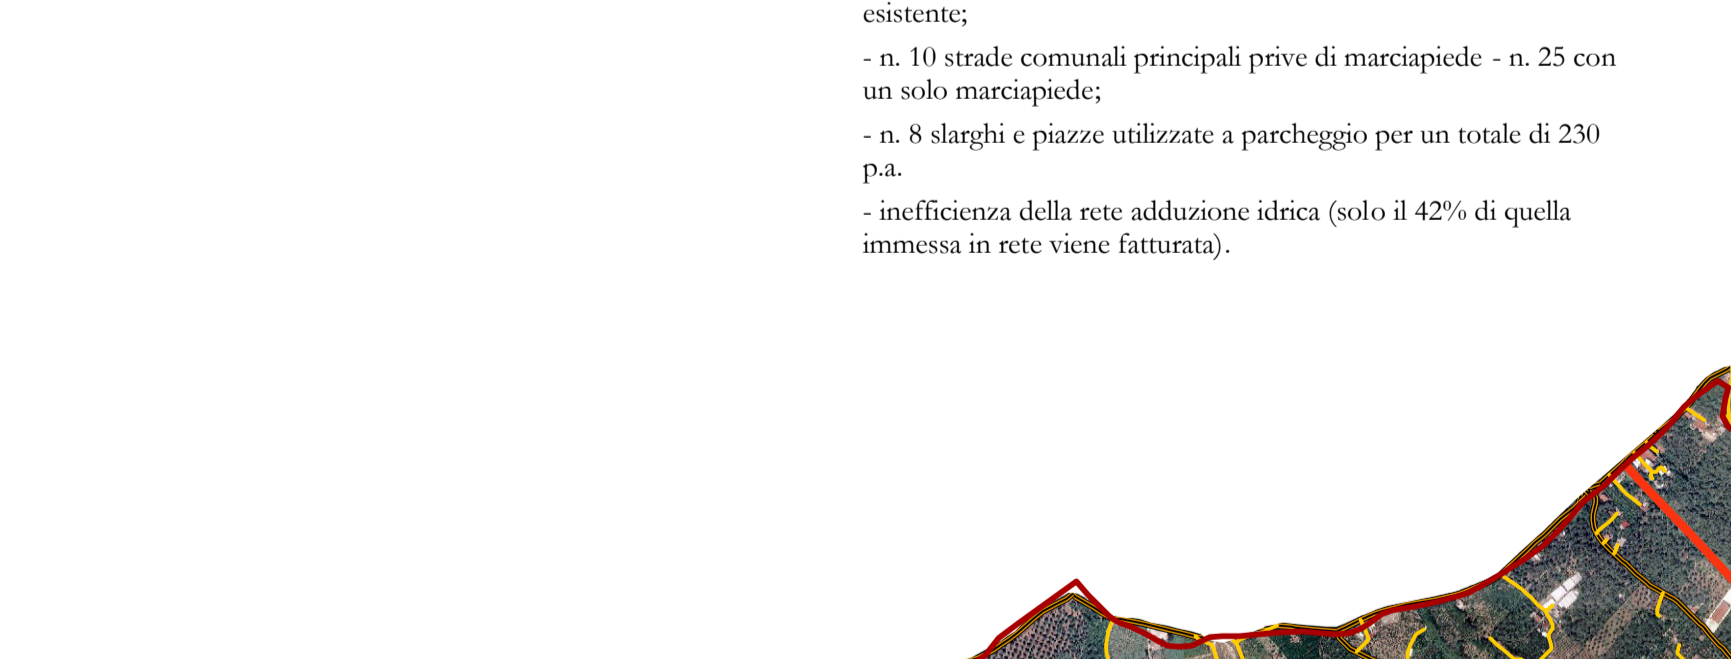 esistente;
- n. 10 strade comunali principali prive di marciapiede - n. 25 con
un solo marciapiede;
- n. 8 slarghi e piazze utilizzate a parcheggio per un totale di 230
p.a.
- inefficienza della rete adduzione idrica (solo il 42% di quella
immessa in rete viene fatturata).